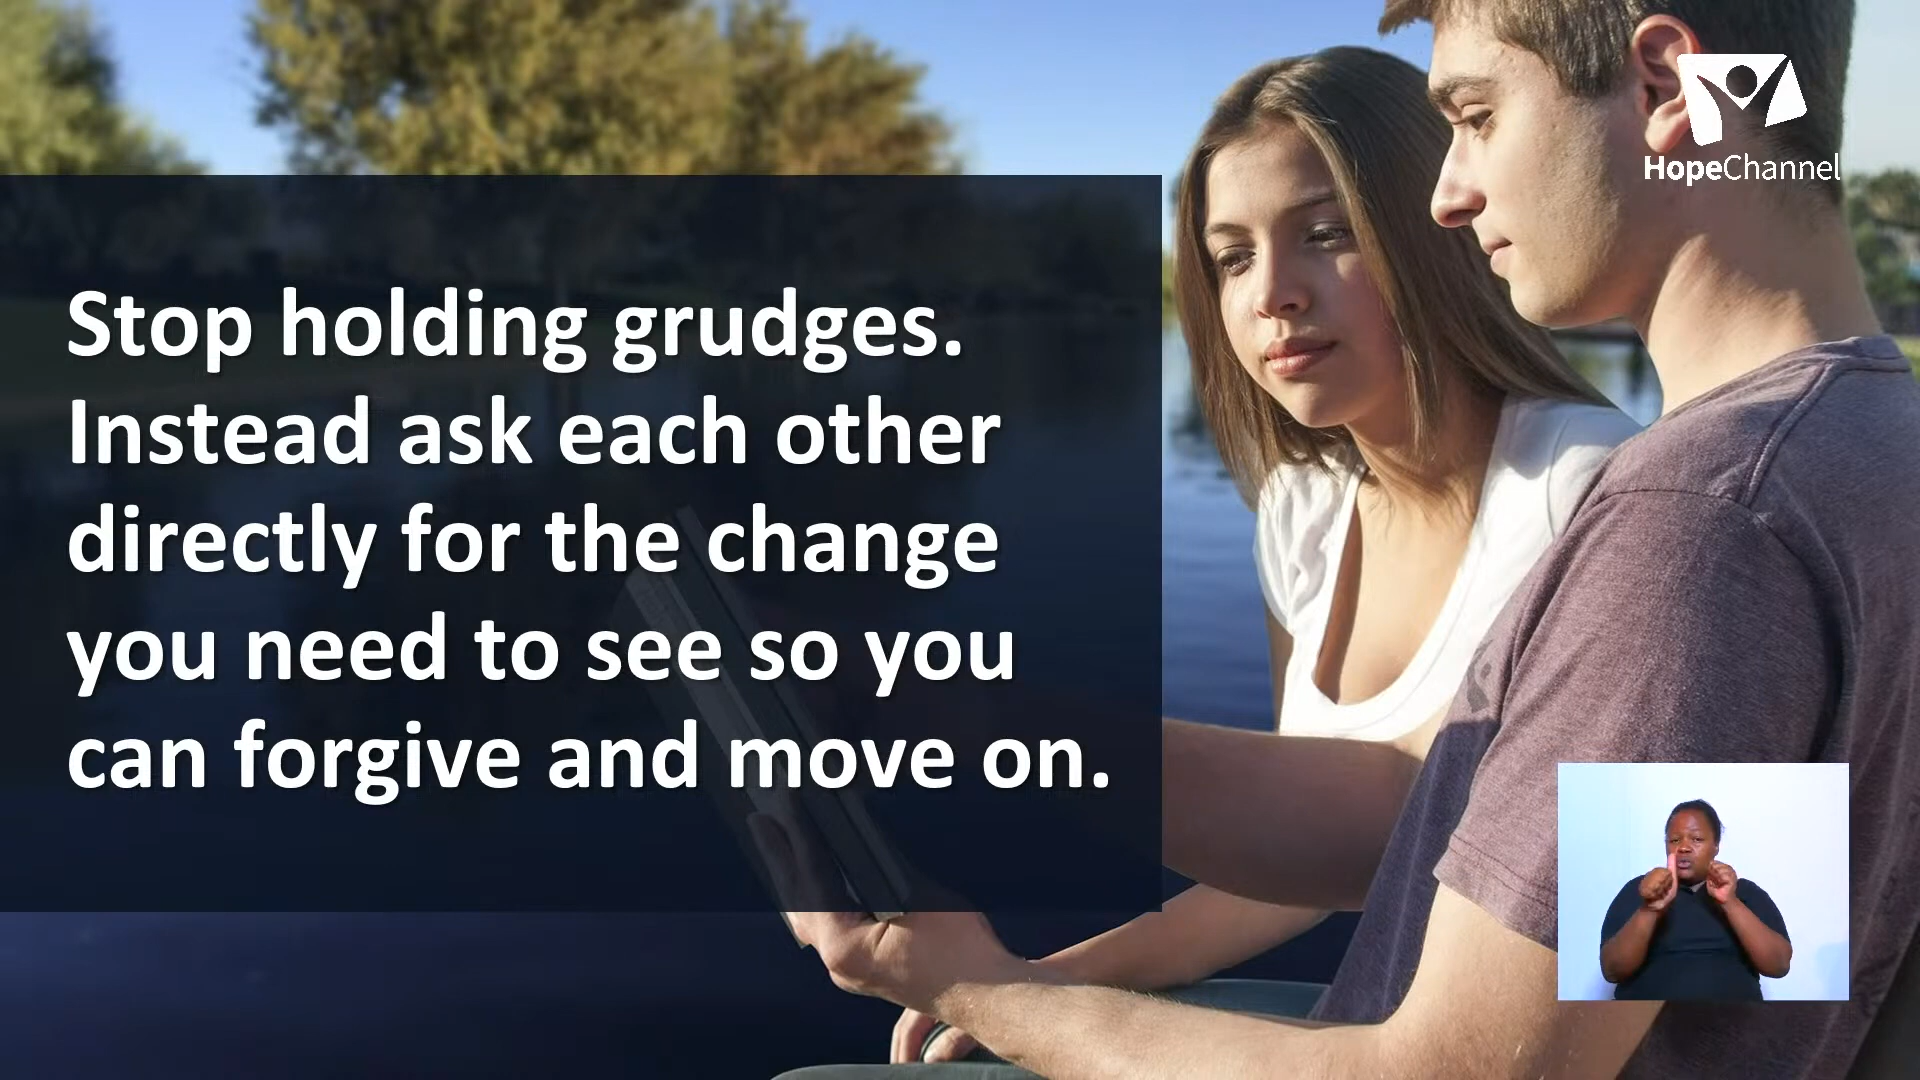 HopeChannel
Stop holding grudges.
Instead ask each other
directly for the change
you need to see so you
can forgive and move on.